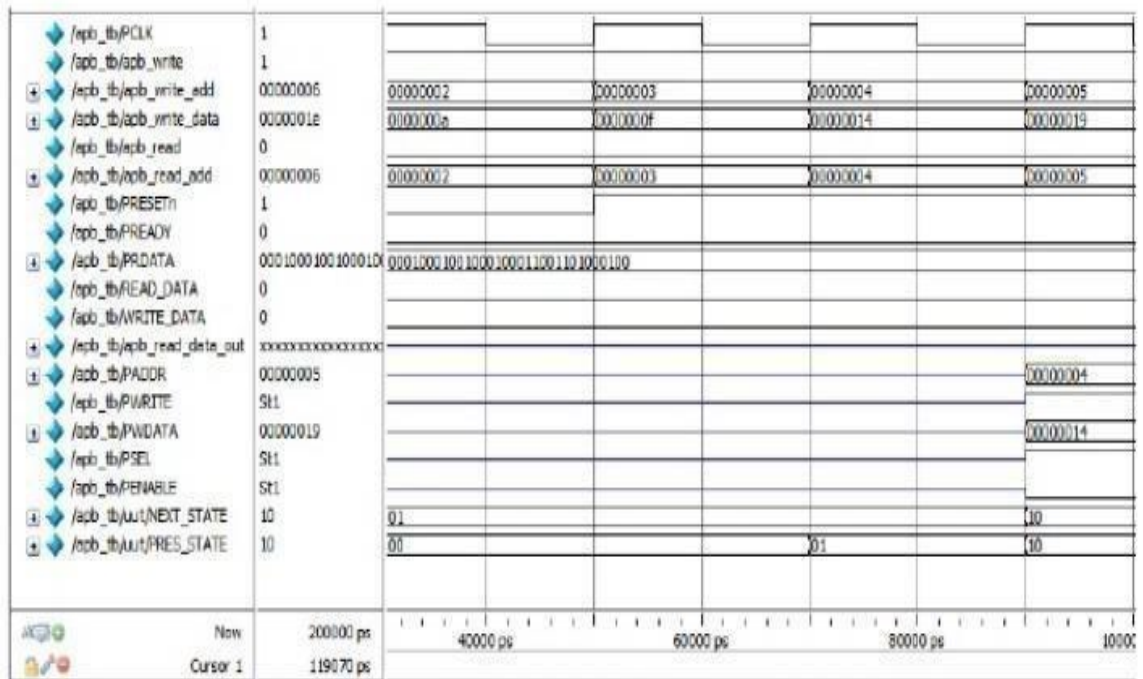 /apb_tb/PCLK 1
/apb_tb/apb_write 1
/apb_tb/apb_write_add 00000006 00000002 00000003 00000004 00000005
/apb_tb/apb_write_data 0000001e 0000000a 0000000f 00000014 00000019
/apb_tb/apb_read 0
/apb_tb/apb_read_add 00000006 00000002 00000003 00000004 00000005
/apb_tb/PRESETn 1
/apb_tb/PREADY 0
/apb_tb/PRDATA
/apb_tb/READ_DATA 0
/apb_tb/WRITE_DATA 0
/apb_tb/apb_read_data_out
/apb_tb/PADDR 00000005 00000004
/apb_tb/PWRITE St1
/apb_tb/PWDATA 00000019 00000014
/apb_tb/PSEL St1
/apb_tb/PENABLE St1
/apb_tb/uut/NEXT_STATE 10 01 10
/apb_tb/uut/PRES_STATE 10 00 01 10
Now 200000 ps 40000 ps 60000 ps 80000 ps 10000
Cursor 1 119070 ps